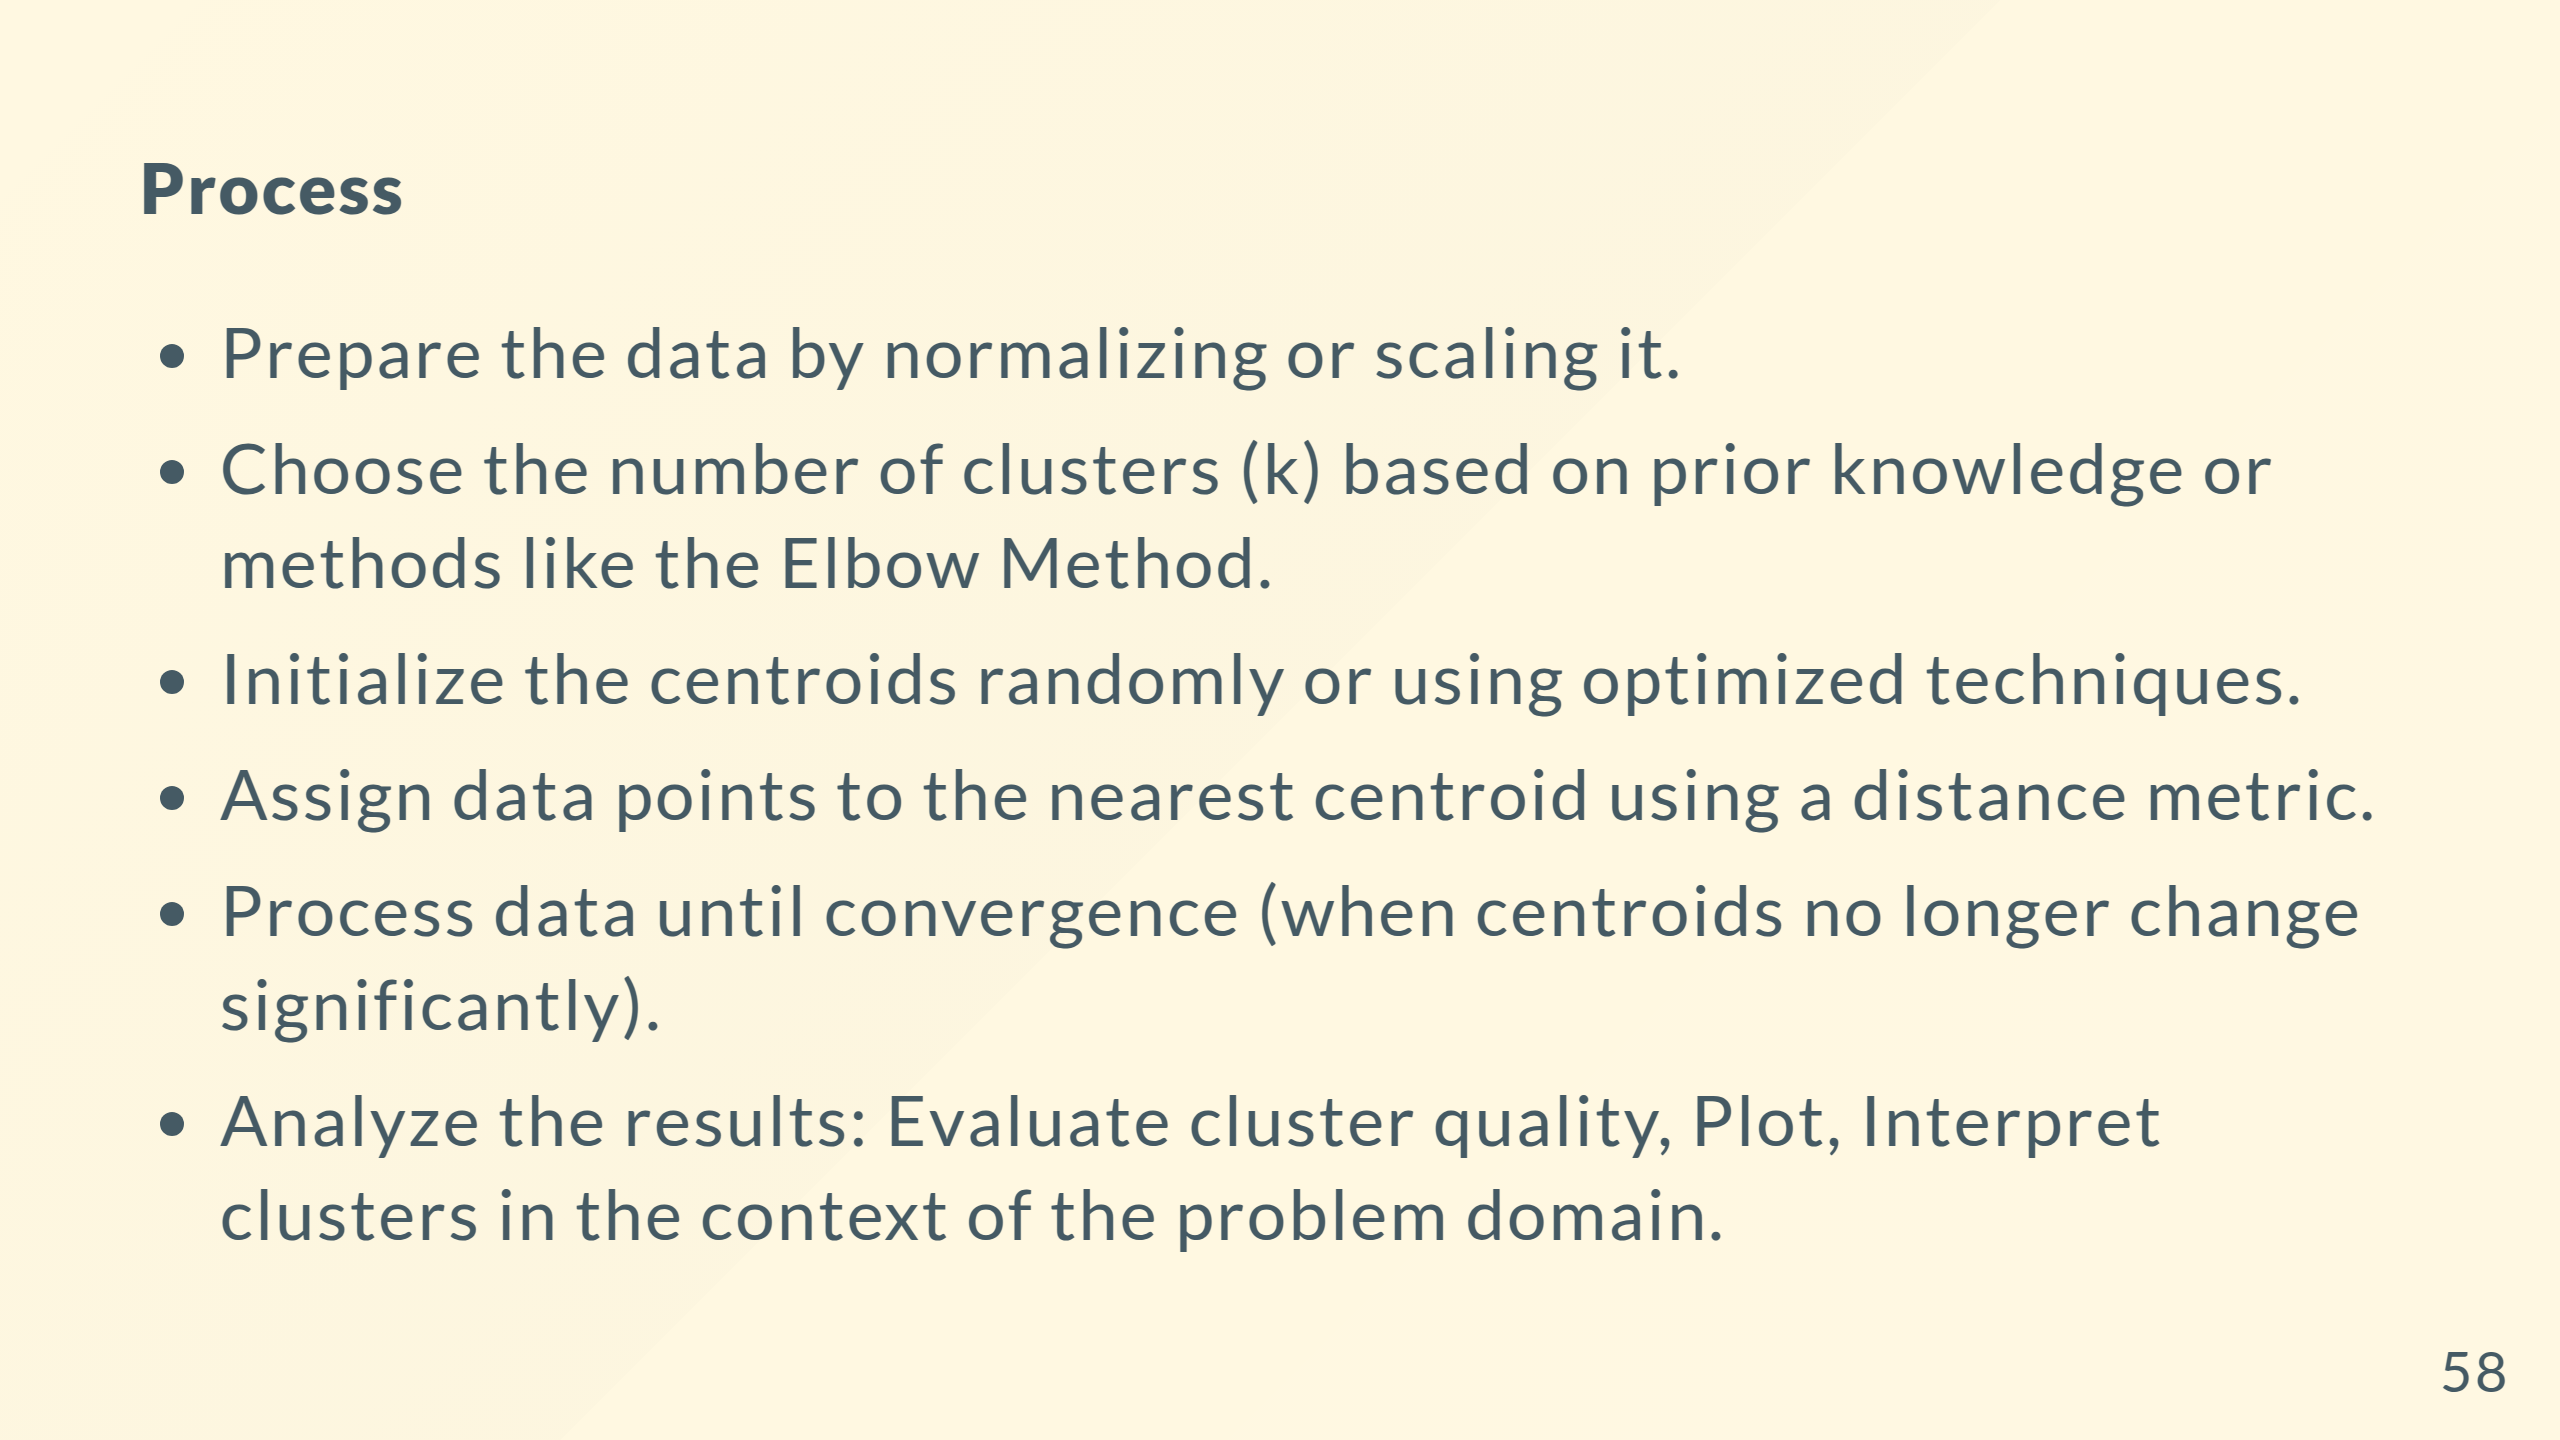 Process
• Prepare the data by normalizing or scaling it.
• Choose the number of clusters (k) based on prior knowledge or
methods like the Elbow Method.
• Initialize the centroids randomly or using optimized techniques.
• Assign data points to the nearest centroid using a distance metric.
• Process data until convergence (when centroids no longer change
significantly).
• Analyze the results: Evaluate cluster quality, Plot, Interpret
clusters in the context of the problem domain.
58